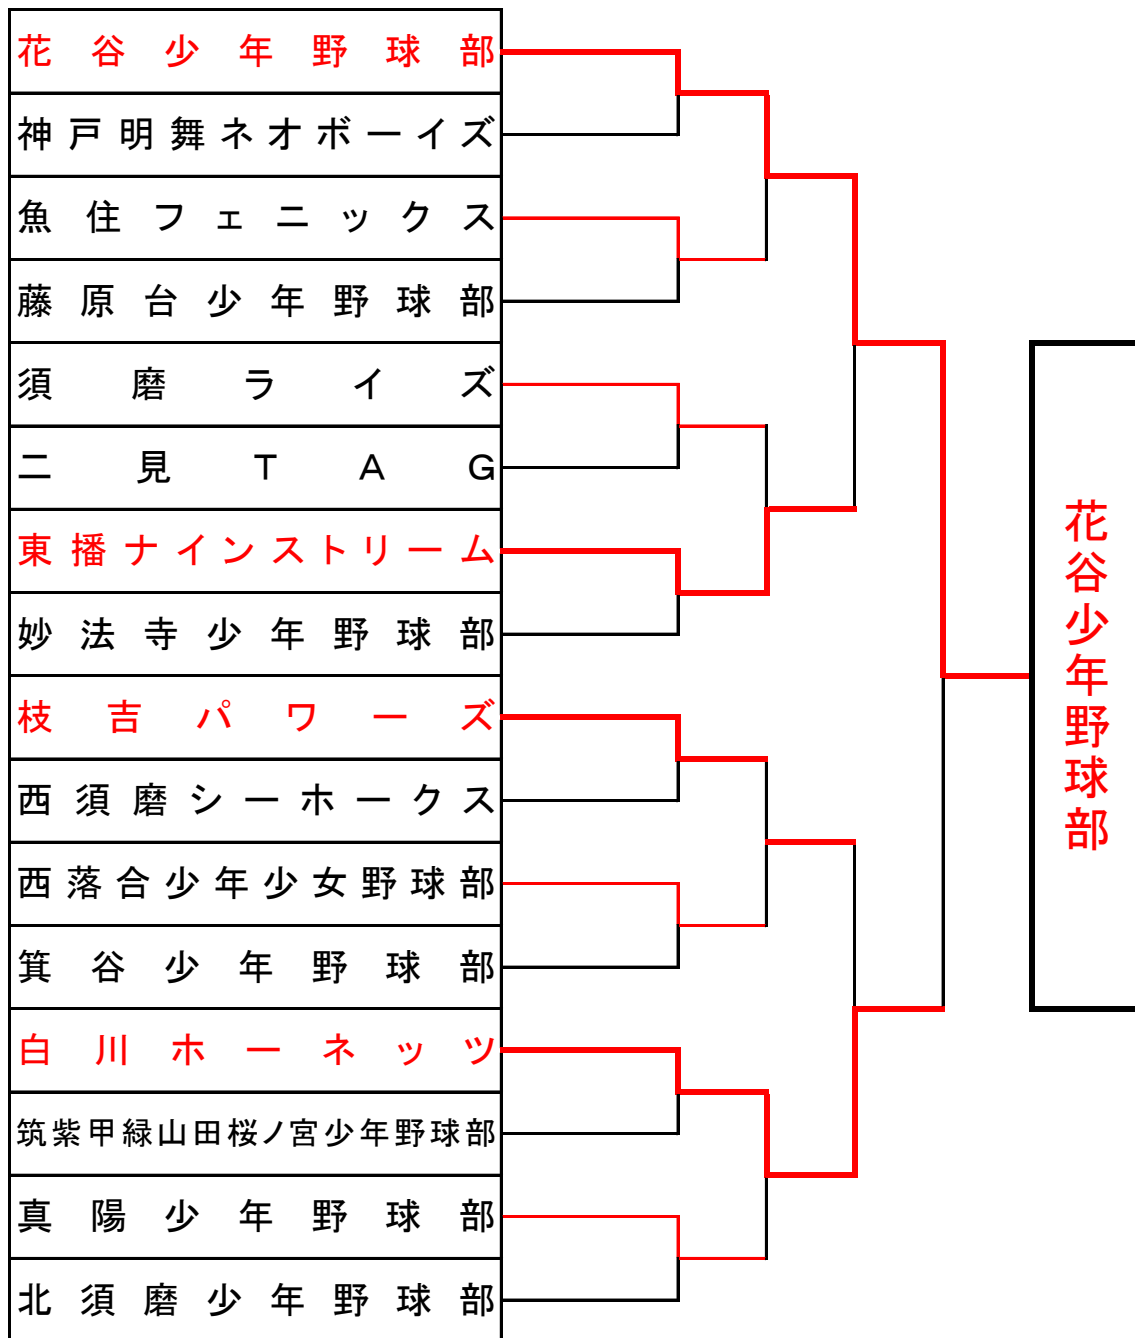 花谷少年野球部
神戸明舞ネオボーイズ
魚住フェニックス
藤原台少年野球部
須磨ライズ
二見TAG
東播ナインストリーム
妙法寺少年野球部
枝吉パワーズ
西須磨シーホークス
西落合少年少女野球部
箕谷少年野球部
白川ホーネッツ
筑紫甲緑山田桜ノ宮少年野球部
真陽少年野球部
北須磨少年野球部
花谷少年野球部